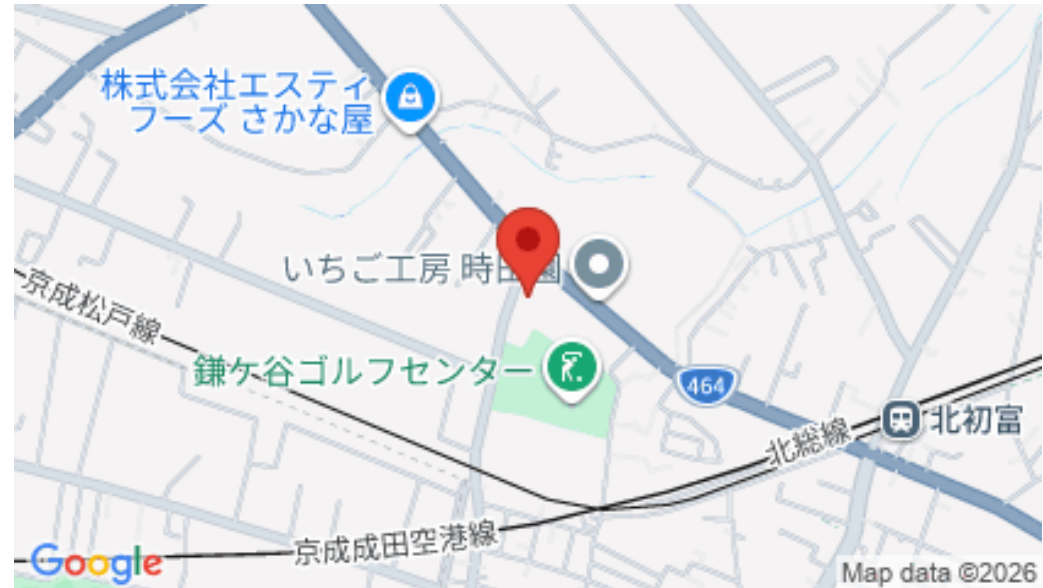 株式会社エスティ
フーズ さかな屋
いちご工房 時田園
京成松戸線
鎌ケ谷ゴルフセンター
464
北初富
北総線
京成成田空港線
Google
Map data ©2026